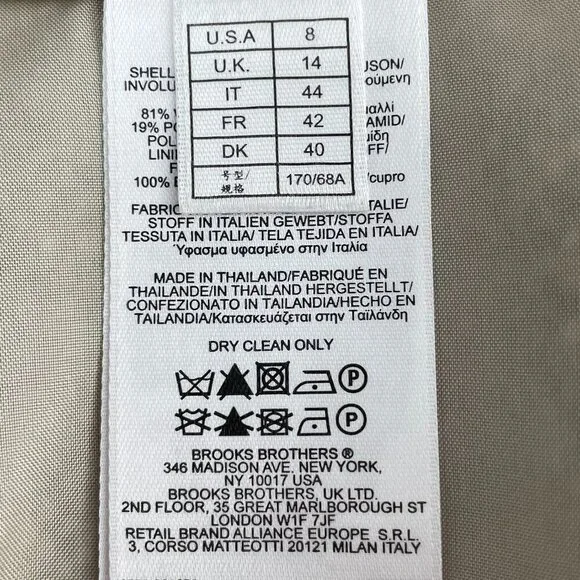 U.S.A 8
U.K. 14
IT 44
FR 42
DK 40
号型/规格 170/68A
SHELL
INVOLU
81%
19% PO
POL
LINI
100%
USON/
ούμενη
αλλί
AMID/
μίδη
FF/
/cupro
FABRIC TALIE/
STOFF IN ITALIEN GEWEBT/STOFFA
TESSUTA IN ITALIA/ TELA TEJIDA EN ITALIA/
Ύφασμα υφασμένο στην Ιταλία
MADE IN THAILAND/FABRIQUÉ EN
THAILANDE/IN THAILAND HERGESTELLT/
CONFEZIONATO IN TAILANDIA/HECHO EN
TAILANDIA/Κατασκευάζεται στην Ταϊλάνδη
DRY CLEAN ONLY
P
P
BROOKS BROTHERS ®
346 MADISON AVE. NEW YORK,
NY 10017 USA
BROOKS BROTHERS, UK LTD.
2ND FLOOR, 35 GREAT MARLBOROUGH ST
LONDON W1F 7JF
RETAIL BRAND ALLIANCE EUROPE S.R.L.
3, CORSO MATTEOTTI 20121 MILAN ITALY